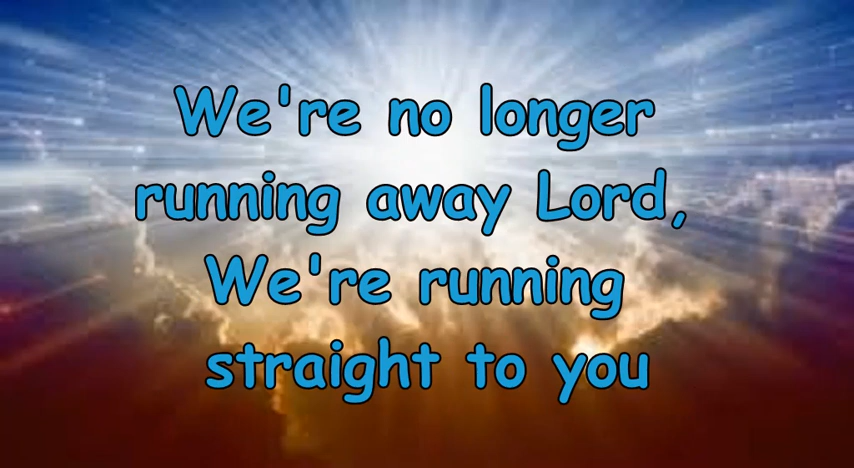 We're no longer
running away Lord,
We're running
straight to you